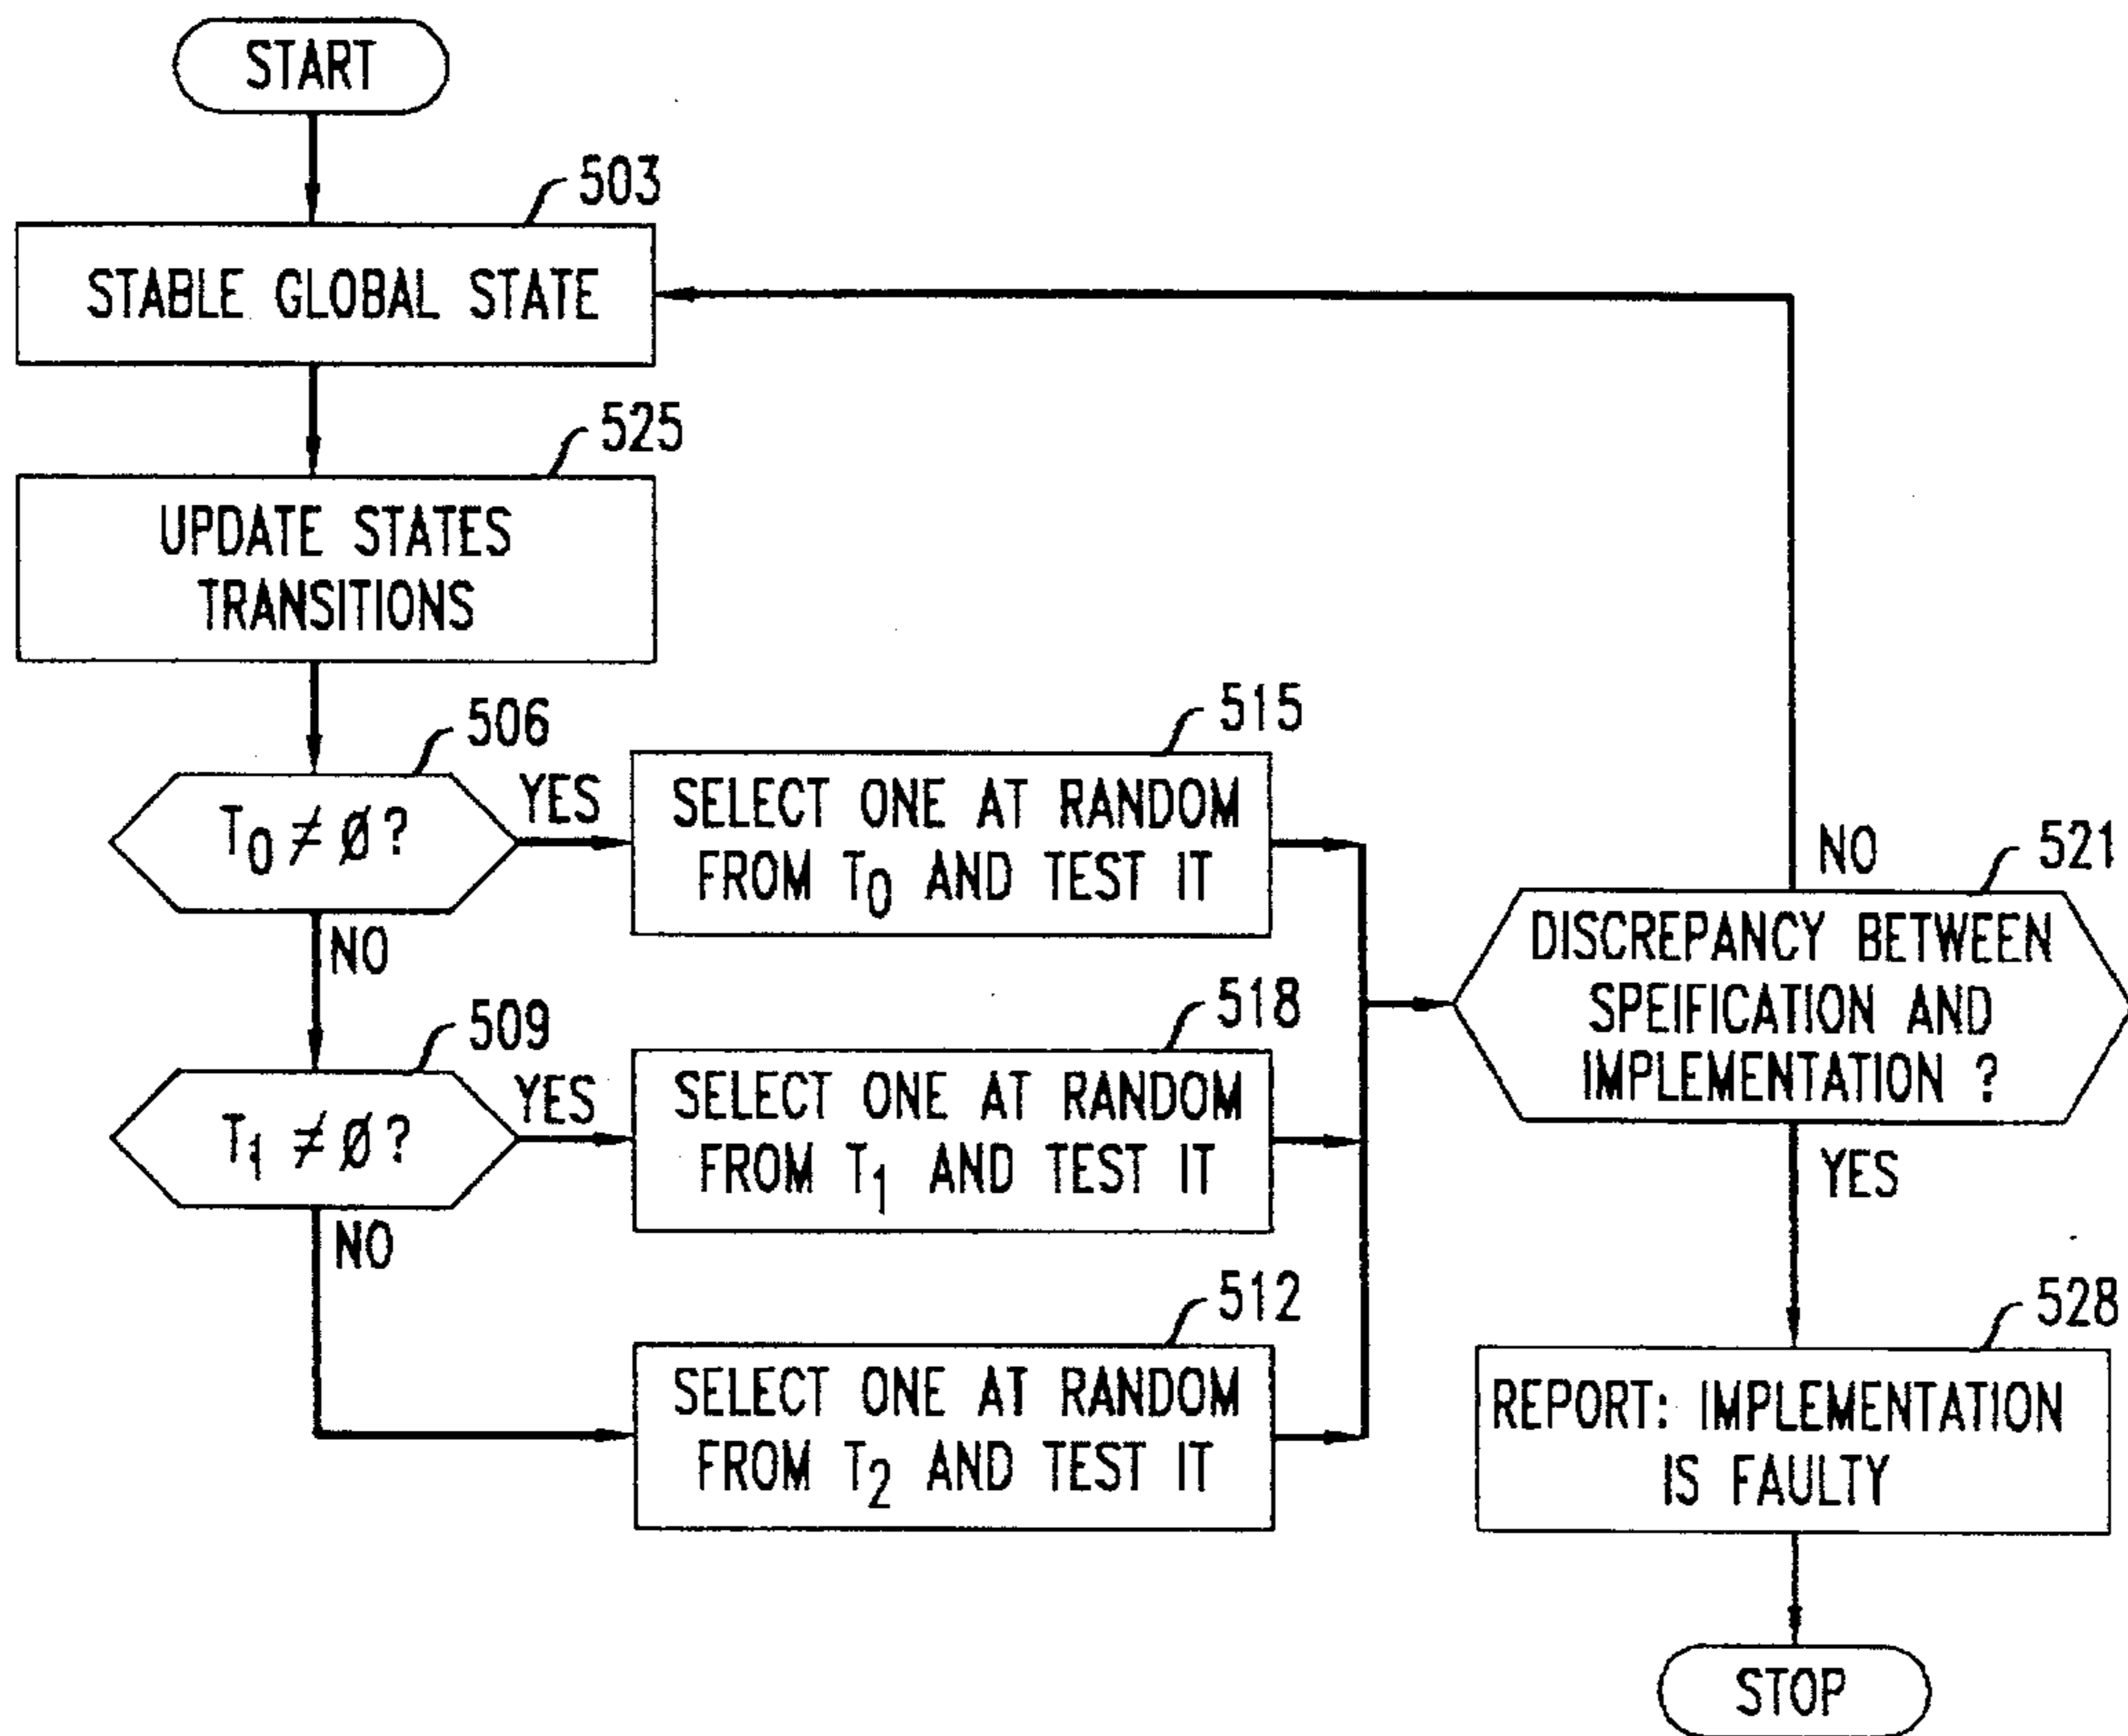 START
503
STABLE GLOBAL STATE
525
UPDATE STATES
TRANSITIONS
506
T0 ≠ Ø?
YES
NO
515
SELECT ONE AT RANDOM
FROM T0 AND TEST IT
509
T1 ≠ Ø?
YES
NO
518
SELECT ONE AT RANDOM
FROM T1 AND TEST IT
512
SELECT ONE AT RANDOM
FROM T2 AND TEST IT
NO
521
DISCREPANCY BETWEEN
SPEIFICATION AND
IMPLEMENTATION ?
YES
528
REPORT: IMPLEMENTATION
IS FAULTY
STOP